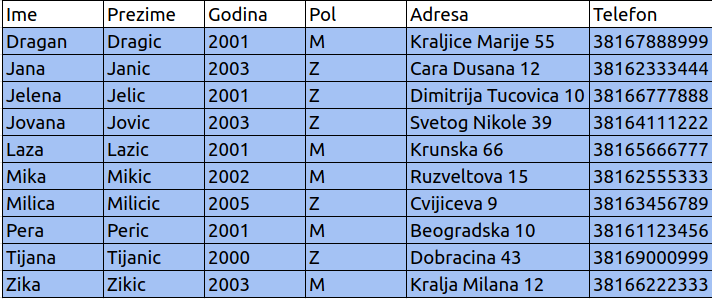 Ime Prezime Godina Pol Adresa Telefon
Dragan Dragic 2001 M Kraljice Marije 55 38167888999
Jana Janic 2003 Z Cara Dusana 12 38162333444
Jelena Jelic 2001 Z Dimitrija Tucovica 10 38166777888
Jovana Jovic 2003 Z Svetog Nikole 39 38164111222
Laza Lazic 2001 M Krunska 66 38165666777
Mika Mikic 2002 M Ruzveltova 15 38162555333
Milica Milicic 2005 Z Cvijiceva 9 38163456789
Pera Peric 2001 M Beogradska 10 38161123456
Tijana Tijanic 2000 Z Dobracina 43 38169000999
Zika Zikic 2003 M Kralja Milana 12 38166222333